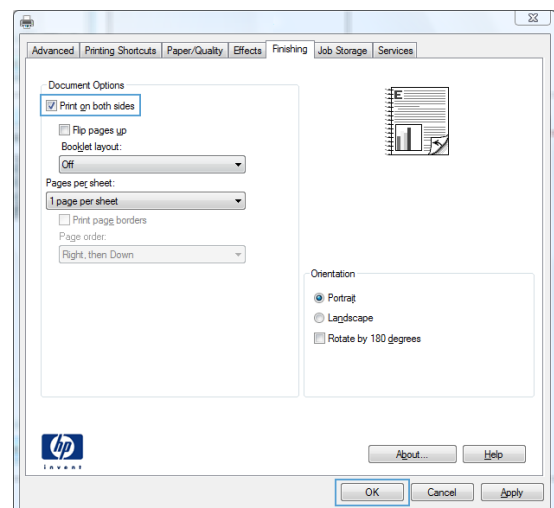 Advanced Printing Shortcuts Paper/Quality Effects Finishing Job Storage Services
Document Options
Print on both sides
Flip pages up
Booklet layout:
Off
Pages per sheet:
1 page per sheet
Print page borders
Page order:
Right, then Down
E
Orientation
Portrait
Landscape
Rotate by 180 degrees
hp
invent
About... Help
OK Cancel Apply